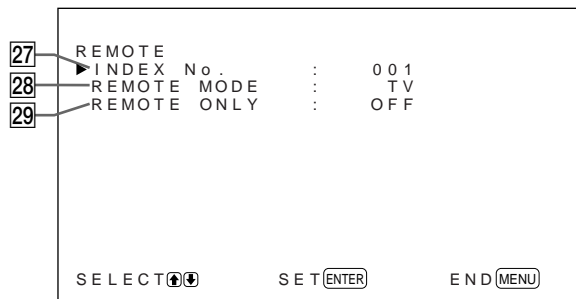 REMOTE
27 ▶INDEX No. : 001
28 REMOTE MODE : TV
29 REMOTE ONLY : OFF
SELECT⬆⬇ SET ENTER END MENU